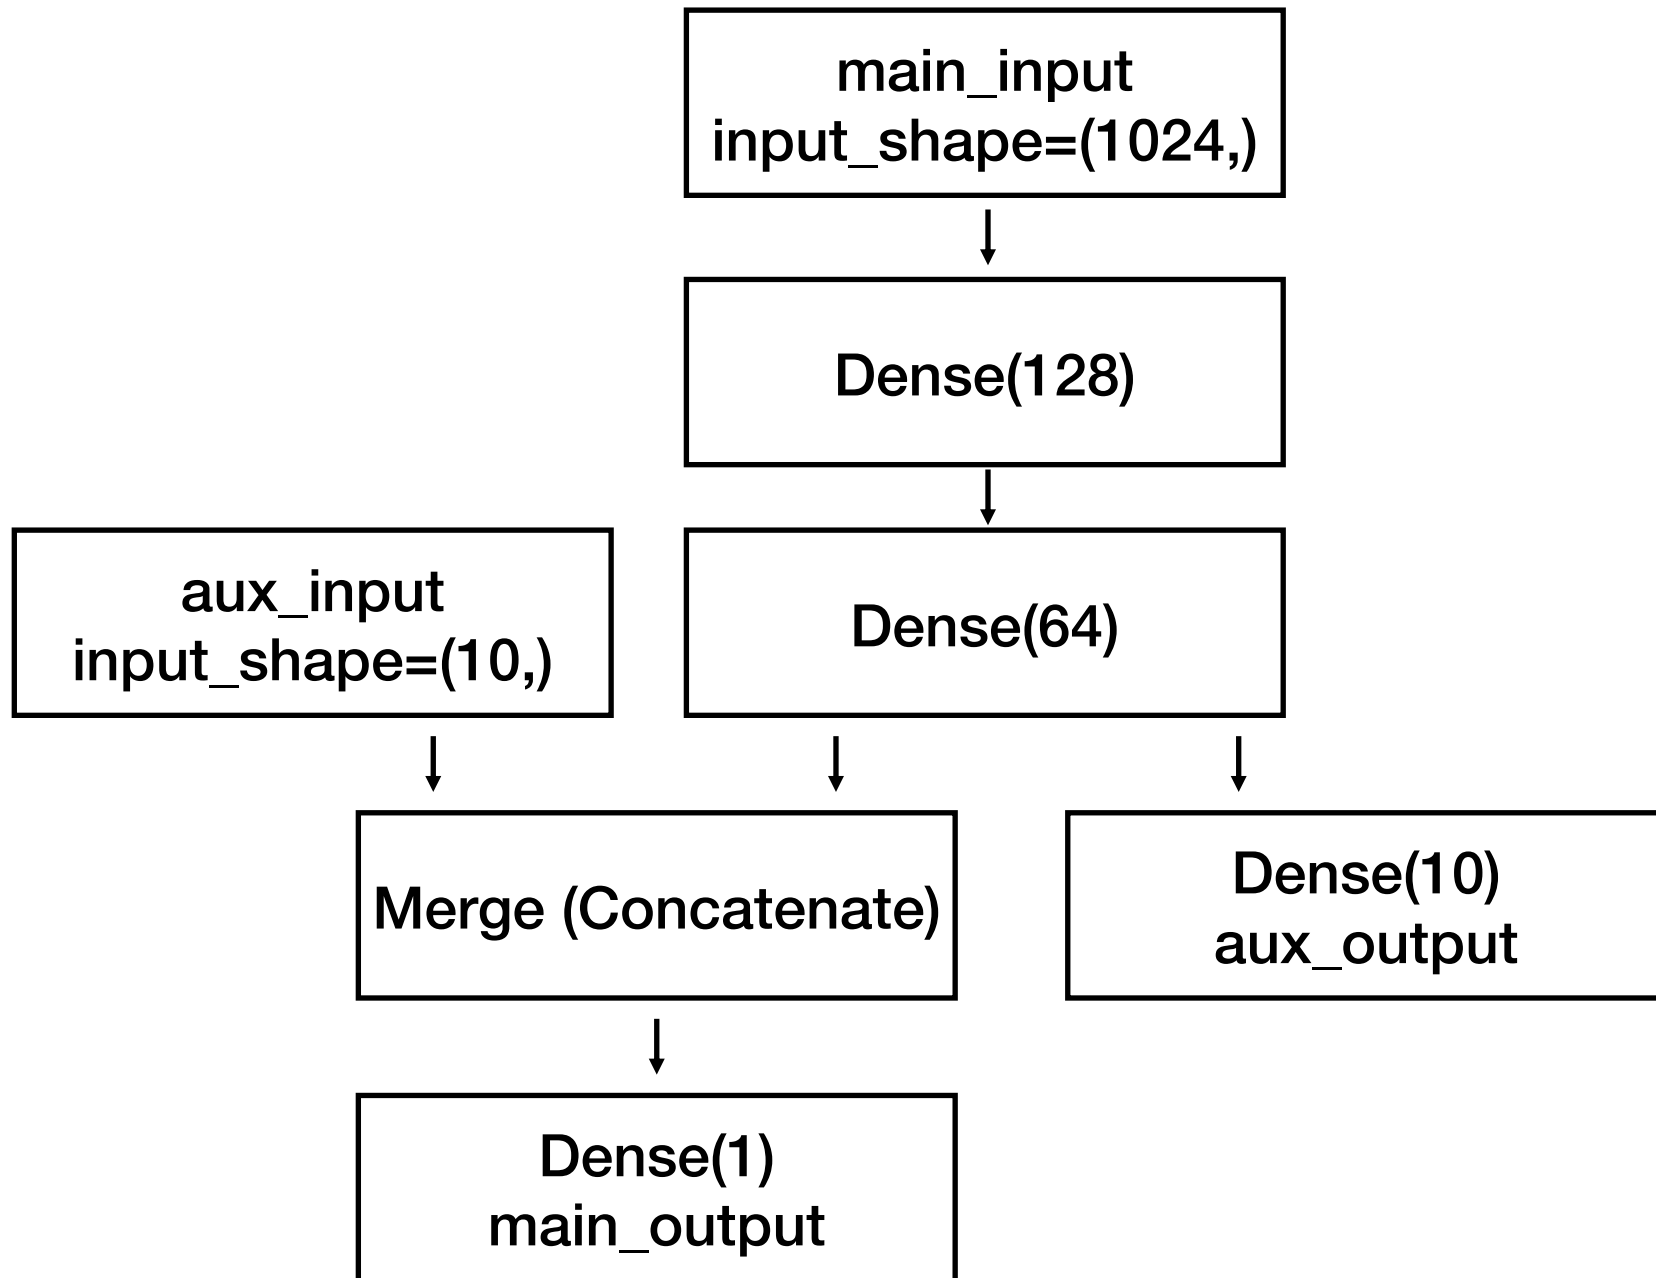 main_input
input_shape=(1024,)
Dense(128)
aux_input
input_shape=(10,)
Dense(64)
Merge (Concatenate)
Dense(10)
aux_output
Dense(1)
main_output